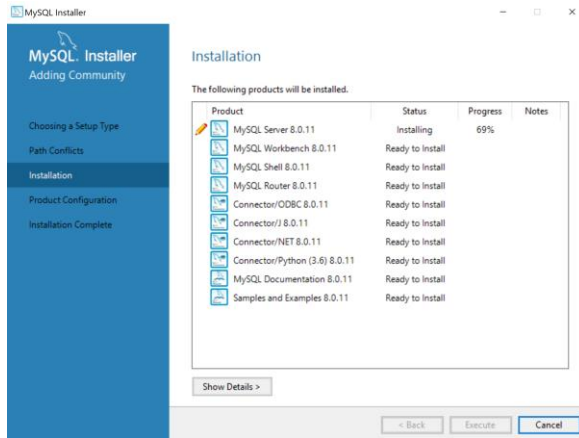 MySQL Installer
MySQL. Installer
Adding Community
Choosing a Setup Type
Path Conflicts
Installation
Product Configuration
Installation Complete
Installation
The following products will be installed.
Product Status Progress Notes
MySQL Server 8.0.11 Installing 69%
MySQL Workbench 8.0.11 Ready to Install
MySQL Shell 8.0.11 Ready to Install
MySQL Router 8.0.11 Ready to Install
Connector/ODBC 8.0.11 Ready to Install
Connector/J 8.0.11 Ready to Install
Connector/NET 8.0.11 Ready to Install
Connector/Python (3.6) 8.0.11 Ready to Install
MySQL Documentation 8.0.11 Ready to Install
Samples and Examples 8.0.11 Ready to Install
Show Details >
< Back Execute Cancel